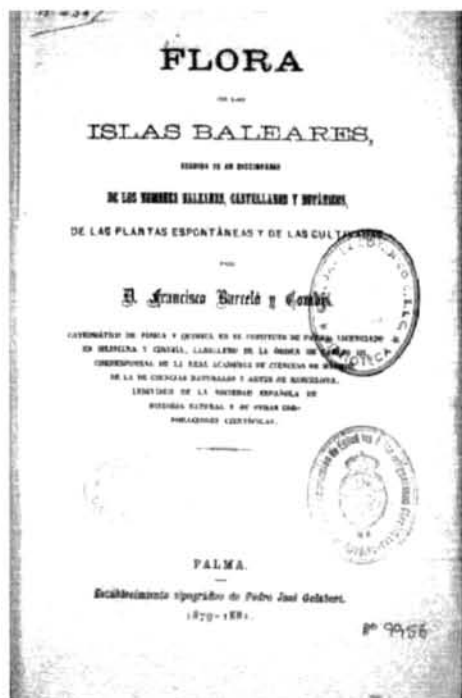 FLORA
DE LAS
ISLAS BALEARES,
SEGUIDA DE UN DICCIONARIO
DE LOS NOMBRES BALEARES, CASTELLANOS Y BOTÁNICOS,
DE LAS PLANTAS ESPONTÁNEAS Y DE LAS CULTIVADAS,
POR
D. Francisco Barceló y Combis,
CATEDRÁTICO DE FÍSICA Y QUÍMICA EN EL INSTITUTO DE PALMA, LICENCIADO
EN MEDICINA Y CIRUGÍA, CABALLERO DE LA ÓRDEN DE
CORRESPONSAL DE LA REAL ACADEMIA DE CIENCIAS DE
DE LA DE CIENCIAS NATURALES Y ARTES DE BARCELONA,
INDIVIDUO DE LA SOCIEDAD ESPAÑOLA DE
HISTORIA NATURAL Y DE OTRAS COR-
PORACIONES CIENTÍFICAS.
PALMA.
Establecimiento tipográfico de Pedro José Gelabert.
1879-1881.
9956